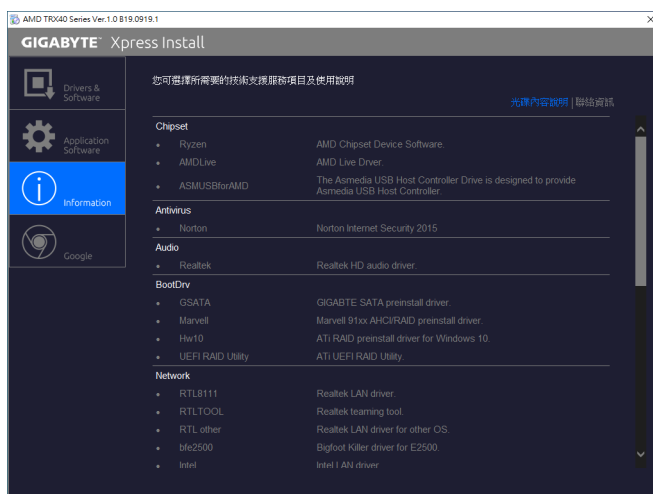 AMD TRX40 Series Ver.1.0 B19.0919.1
GIGABYTE™ Xpress Install
Drivers &
Software
Application
Software
Information
Google
您可選擇所需要的技術支援服務項目及使用說明
光碟內容說明 | 聯絡資訊
Chipset
• Ryzen AMD Chipset Device Software.
• AMDLive AMD Live Drver.
• ASMUSBforAMD The Asmedia USB Host Controller Drive is designed to provide
Asmedia USB Host Controller.
Antivirus
• Norton Norton Internet Security 2015
Audio
• Realtek Realtek HD audio driver.
BootDrv
• GSATA GIGABTE SATA preinstall driver.
• Marvell Marvell 91xx AHCI/RAID preinstall driver.
• Hw10 ATi RAID preinstall driver for Windows 10.
• UEFI RAID Utility ATi UEFI RAID Utility.
Network
• RTL8111 Realtek LAN driver.
• RTLTOOL Realtek teaming tool.
• RTL other Realtek LAN driver for other OS.
• bfe2500 Bigfoot Killer driver for E2500.
• Intel Intel LAN driver